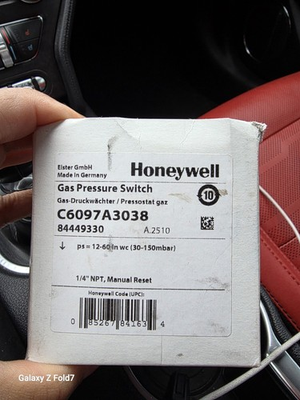 Elster GmbH
Made in Germany
Honeywell
Gas Pressure Switch
Gas-Druckwächter / Pressostat gaz
10
C6097A3038
84449330
A.2510
↓ ps = 12-60 in wc (30-150mbar)
1/4" NPT, Manual Reset
Honeywell Code (UPC):
0 85267 84163 4
Galaxy Z Fold7